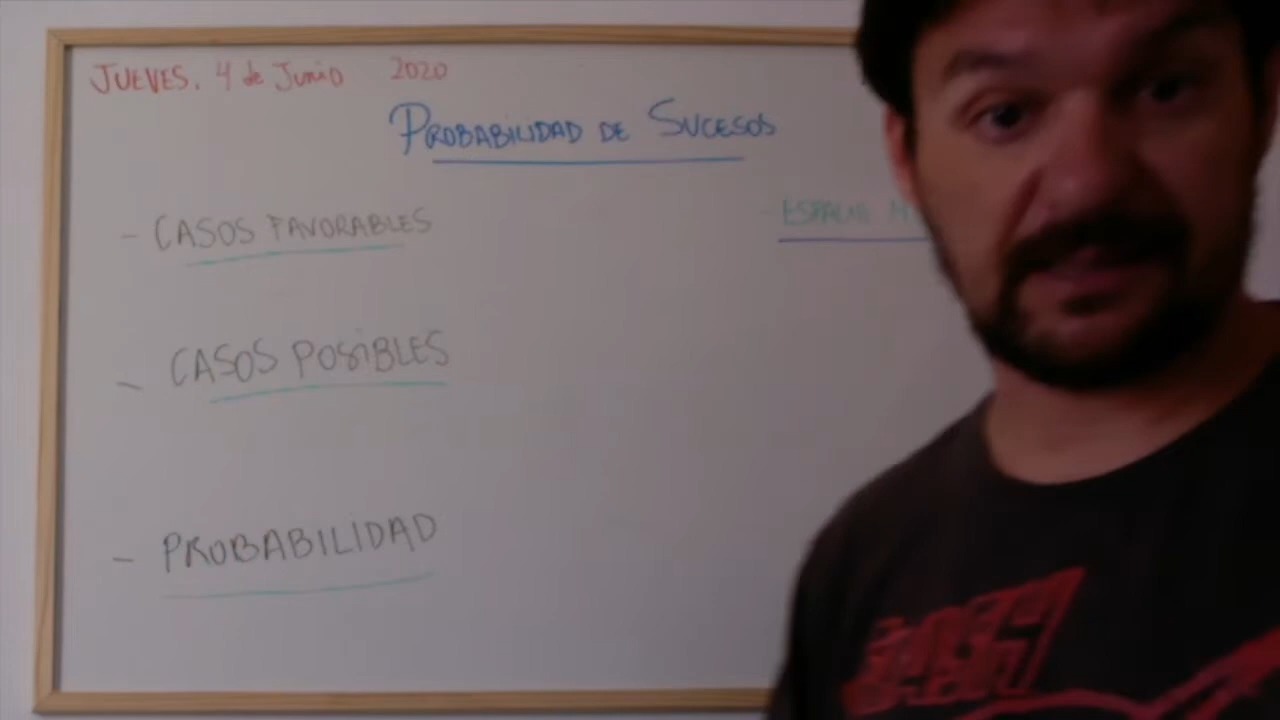 JUEVES, 4 de Junio 2020
PROBABILIDAD DE SUCESOS
- CASOS FAVORABLES
- CASOS POSIBLES
- PROBABILIDAD